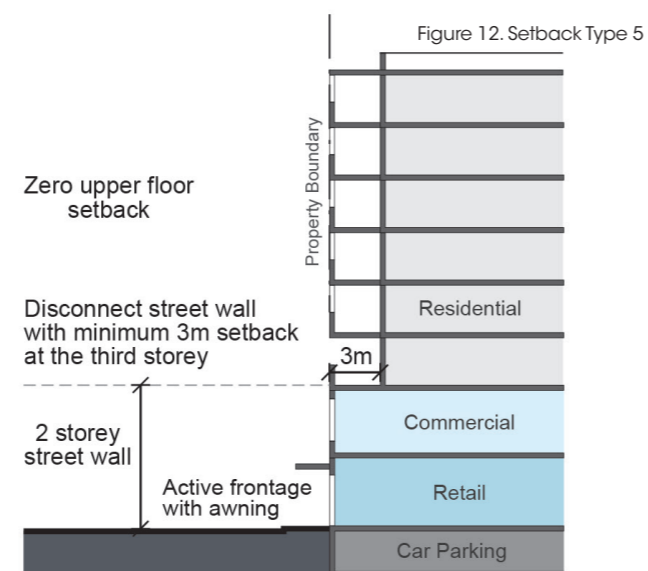 Figure 12. Setback Type 5
Property Boundary
Zero upper floor
setback
Disconnect street wall
with minimum 3m setback
at the third storey
3m
Residential
2 storey
street wall
Commercial
Active frontage
with awning
Retail
Car Parking